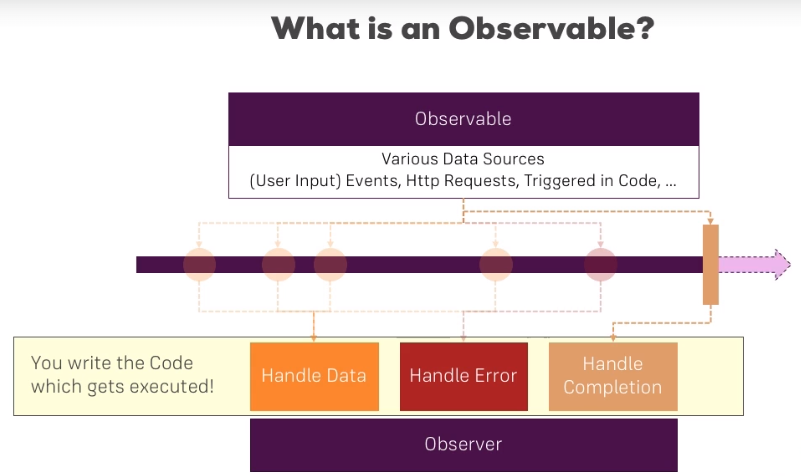 What is an Observable?
Observable
Various Data Sources
(User Input) Events, Http Requests, Triggered in Code, ...
You write the Code
which gets executed!
Handle Data
Handle Error
Handle
Completion
Observer